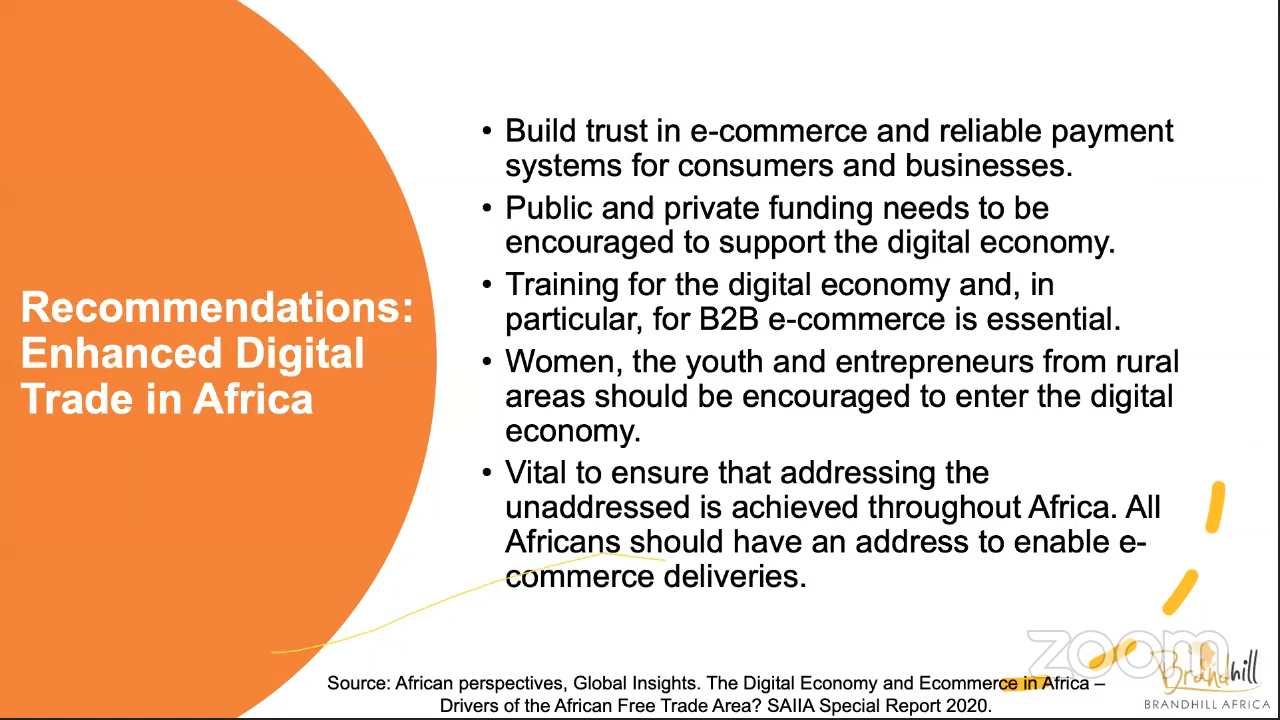 Recommendations:
Enhanced Digital
Trade in Africa
• Build trust in e-commerce and reliable payment
systems for consumers and businesses.
• Public and private funding needs to be
encouraged to support the digital economy.
• Training for the digital economy and, in
particular, for B2B e-commerce is essential.
• Women, the youth and entrepreneurs from rural
areas should be encouraged to enter the digital
economy.
• Vital to ensure that addressing the
unaddressed is achieved throughout Africa. All
Africans should have an address to enable e-
commerce deliveries.
zoom
Brandhill
BRANDHILL AFRICA
Source: African perspectives, Global Insights. The Digital Economy and Ecommerce in Africa –
Drivers of the African Free Trade Area? SAIIA Special Report 2020.